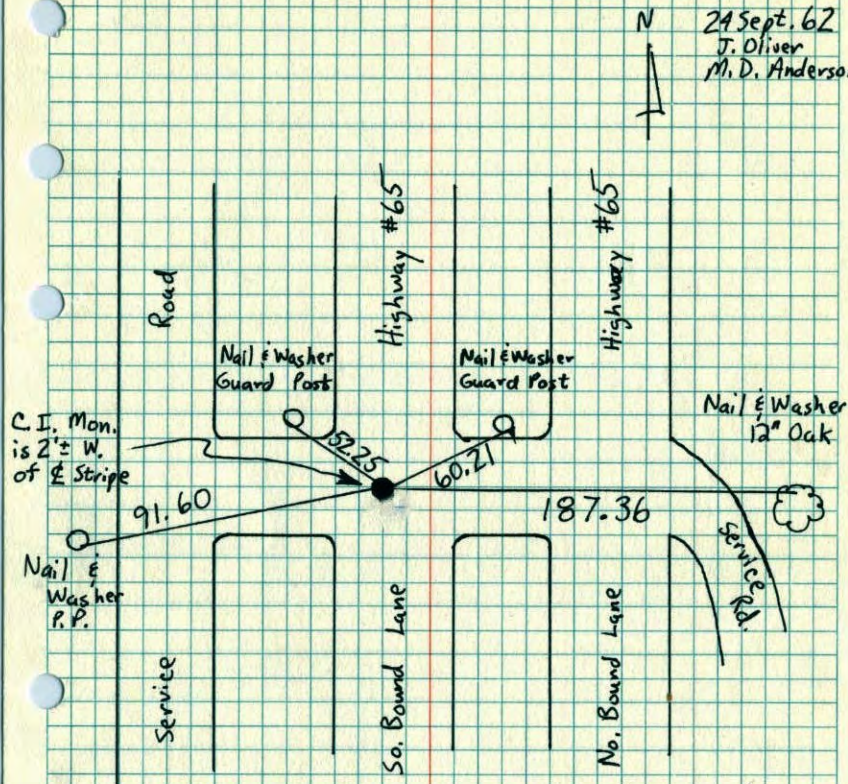 N
24 Sept. 62
J. Oliver
M. D. Anderso
Road
Highway #65
Highway #65
Nail & Washer
Guard Post
Nail & Washer
Guard Post
Nail & Washer
12" Oak
C. I. Mon.
is 2'± W.
of ℄ Stripe
52.25
60.21
91.60
187.36
Nail &
Washer
P. P.
Service Rd.
Service
So. Bound Lane
No. Bound Lane